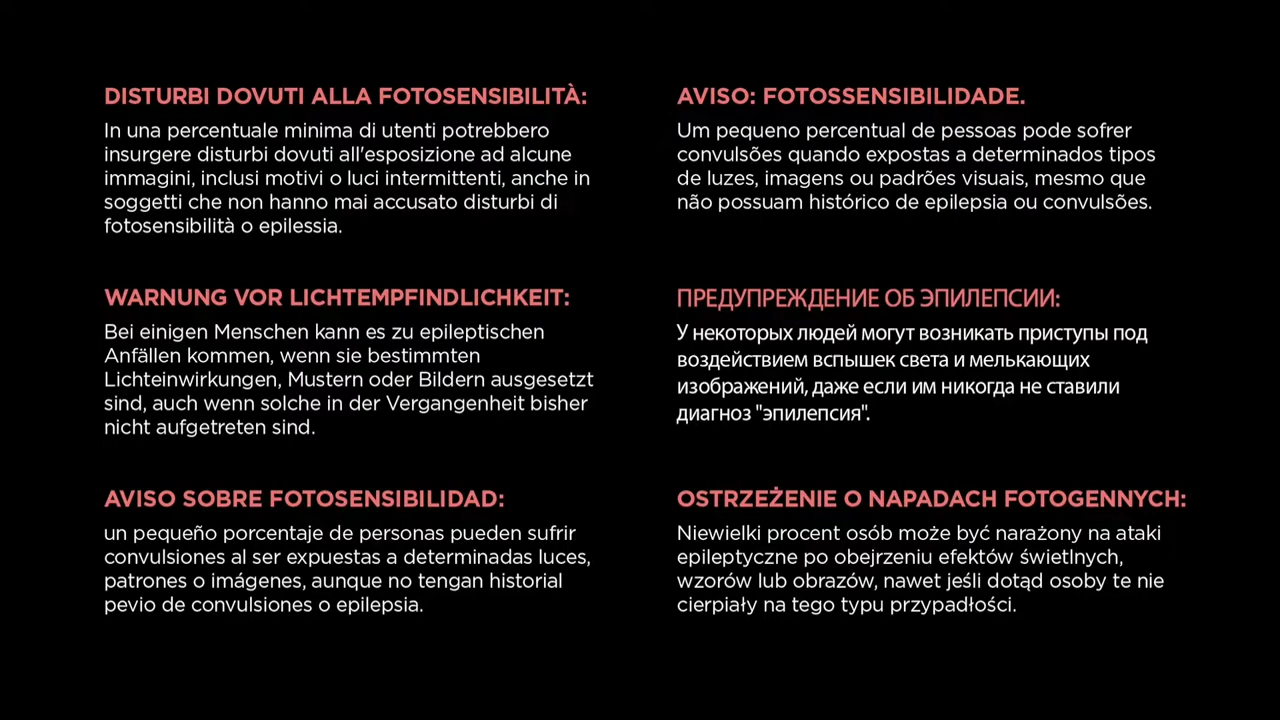 DISTURBI DOVUTI ALLA FOTOSENSIBILITÀ:
In una percentuale minima di utenti potrebbero
insurgere disturbi dovuti all'esposizione ad alcune
immagini, inclusi motivi o luci intermittenti, anche in
soggetti che non hanno mai accusato disturbi di
fotosensibilità o epilessia.
WARNUNG VOR LICHTEMPFINDLICHKEIT:
Bei einigen Menschen kann es zu epileptischen
Anfällen kommen, wenn sie bestimmten
Lichteinwirkungen, Mustern oder Bildern ausgesetzt
sind, auch wenn solche in der Vergangenheit bisher
nicht aufgetreten sind.
AVISO SOBRE FOTOSENSIBILIDAD:
un pequeño porcentaje de personas pueden sufrir
convulsiones al ser expuestas a determinadas luces,
patrones o imágenes, aunque no tengan historial
pevio de convulsiones o epilepsia.
AVISO: FOTOSSENSIBILIDADE.
Um pequeno percentual de pessoas pode sofrer
convulsões quando expostas a determinados tipos
de luzes, imagens ou padrões visuais, mesmo que
não possuam histórico de epilepsia ou convulsões.
ПРЕДУПРЕЖДЕНИЕ ОБ ЭПИЛЕПСИИ:
У некоторых людей могут возникать приступы под
воздействием вспышек света и мелькающих
изображений, даже если им никогда не ставили
диагноз "эпилепсия".
OSTRZEŻENIE O NAPADACH FOTOGENNYCH:
Niewielki procent osób może być narażony na ataki
epileptyczne po obejrzeniu efektów świetlnych,
wzorów lub obrazów, nawet jeśli dotąd osoby te nie
cierpiały na tego typu przypadłości.